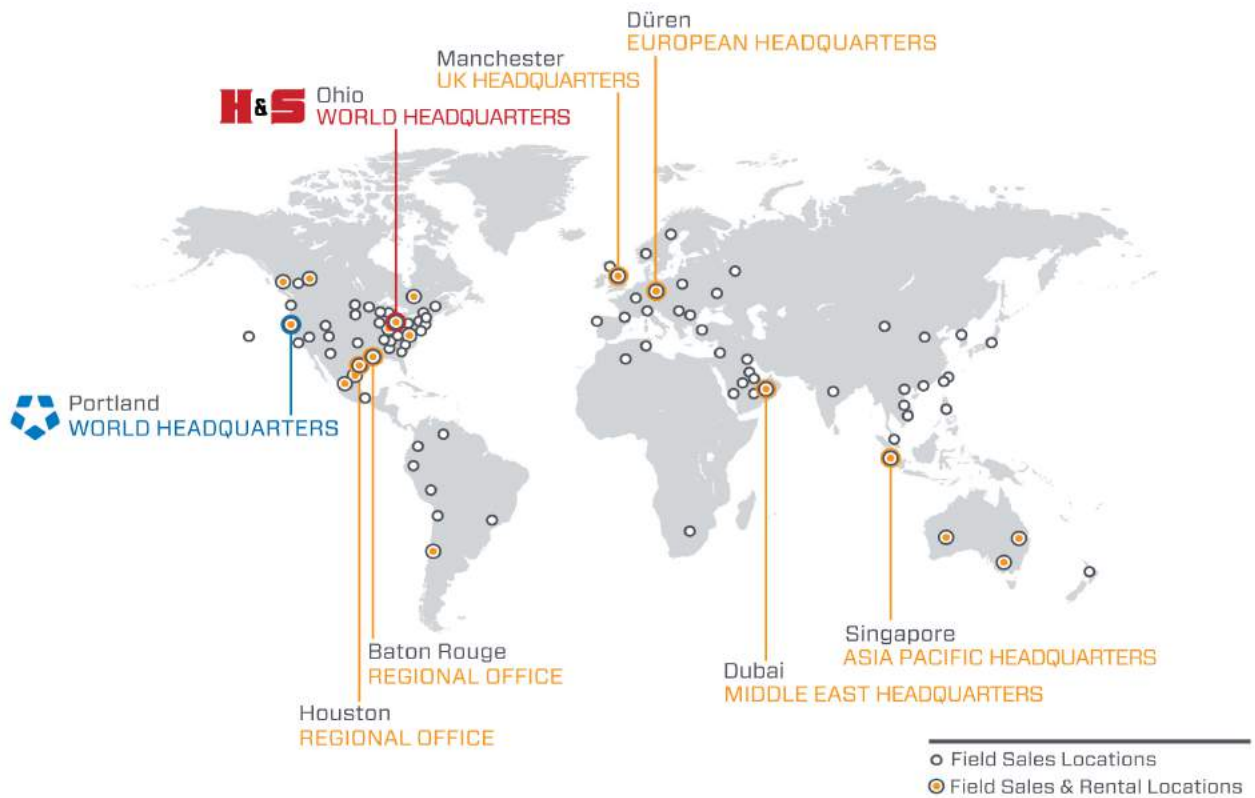 Düren
EUROPEAN HEADQUARTERS
Manchester
UK HEADQUARTERS
H&S
Ohio
WORLD HEADQUARTERS
Portland
WORLD HEADQUARTERS
Baton Rouge
REGIONAL OFFICE
Houston
REGIONAL OFFICE
Singapore
ASIA PACIFIC HEADQUARTERS
Dubai
MIDDLE EAST HEADQUARTERS
Field Sales Locations
Field Sales & Rental Locations